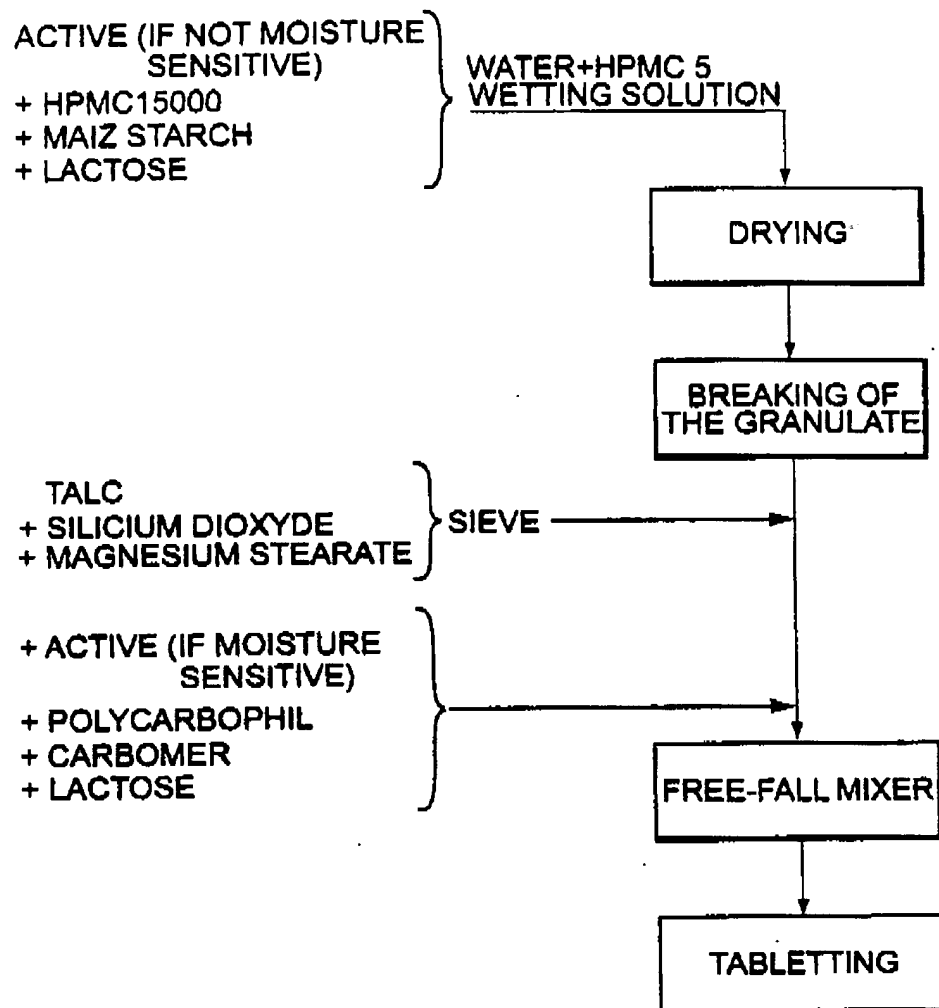 ACTIVE (IF NOT MOISTURE
SENSITIVE)
+ HPMC15000
+ MAIZ STARCH
+ LACTOSE
WATER+HPMC 5
WETTING SOLUTION
DRYING
BREAKING OF
THE GRANULATE
TALC
+ SILICIUM DIOXYDE
+ MAGNESIUM STEARATE
SIEVE
+ ACTIVE (IF MOISTURE
SENSITIVE)
+ POLYCARBOPHIL
+ CARBOMER
+ LACTOSE
FREE-FALL MIXER
TABLETTING